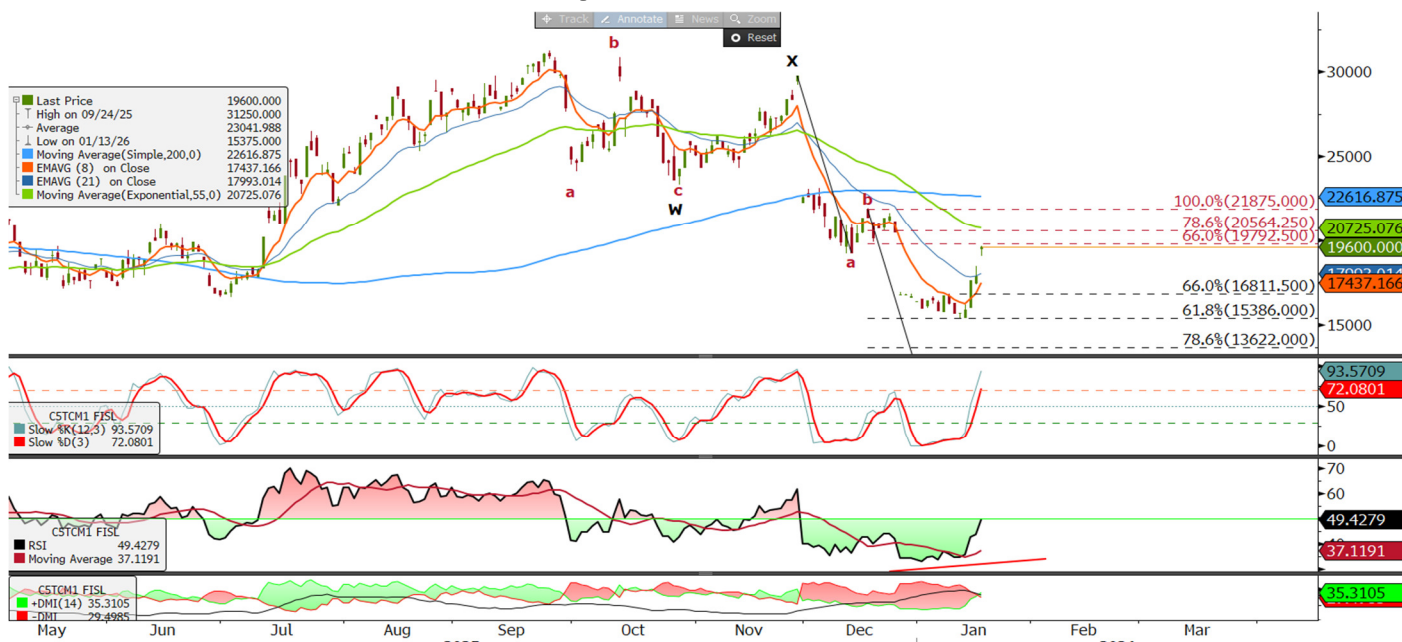 Track Annotate News Zoom
Reset
Last Price 19600.000
High on 09/24/25 31250.000
Average 23041.988
Low on 01/13/26 15375.000
Moving Average(Simple,200,0) 22616.875
EMAVG (8) on Close 17437.166
EMAVG (21) on Close 17993.014
Moving Average(Exponential,55,0) 20725.076
b
X
a
c
W
b
a
30000
25000
15000
100.0%(21875.000)
78.6%(20564.250)
66.0%(19792.500)
66.0%(16811.500)
61.8%(15386.000)
78.6%(13622.000)
22616.875
20725.076
19600.000
17993.014
17437.166
C5TCM1 FISL
Slow %K(12,3) 93.5709
Slow %D(3) 72.0801
93.5709
72.0801
50
0
C5TCM1 FISL
RSI 49.4279
Moving Average 37.1191
70
60
49.4279
37.1191
C5TCM1 FISL
+DMI(14) 35.3105
-DMI 29.4985
35.3105
May Jun Jul Aug Sep Oct Nov Dec Jan Feb Mar